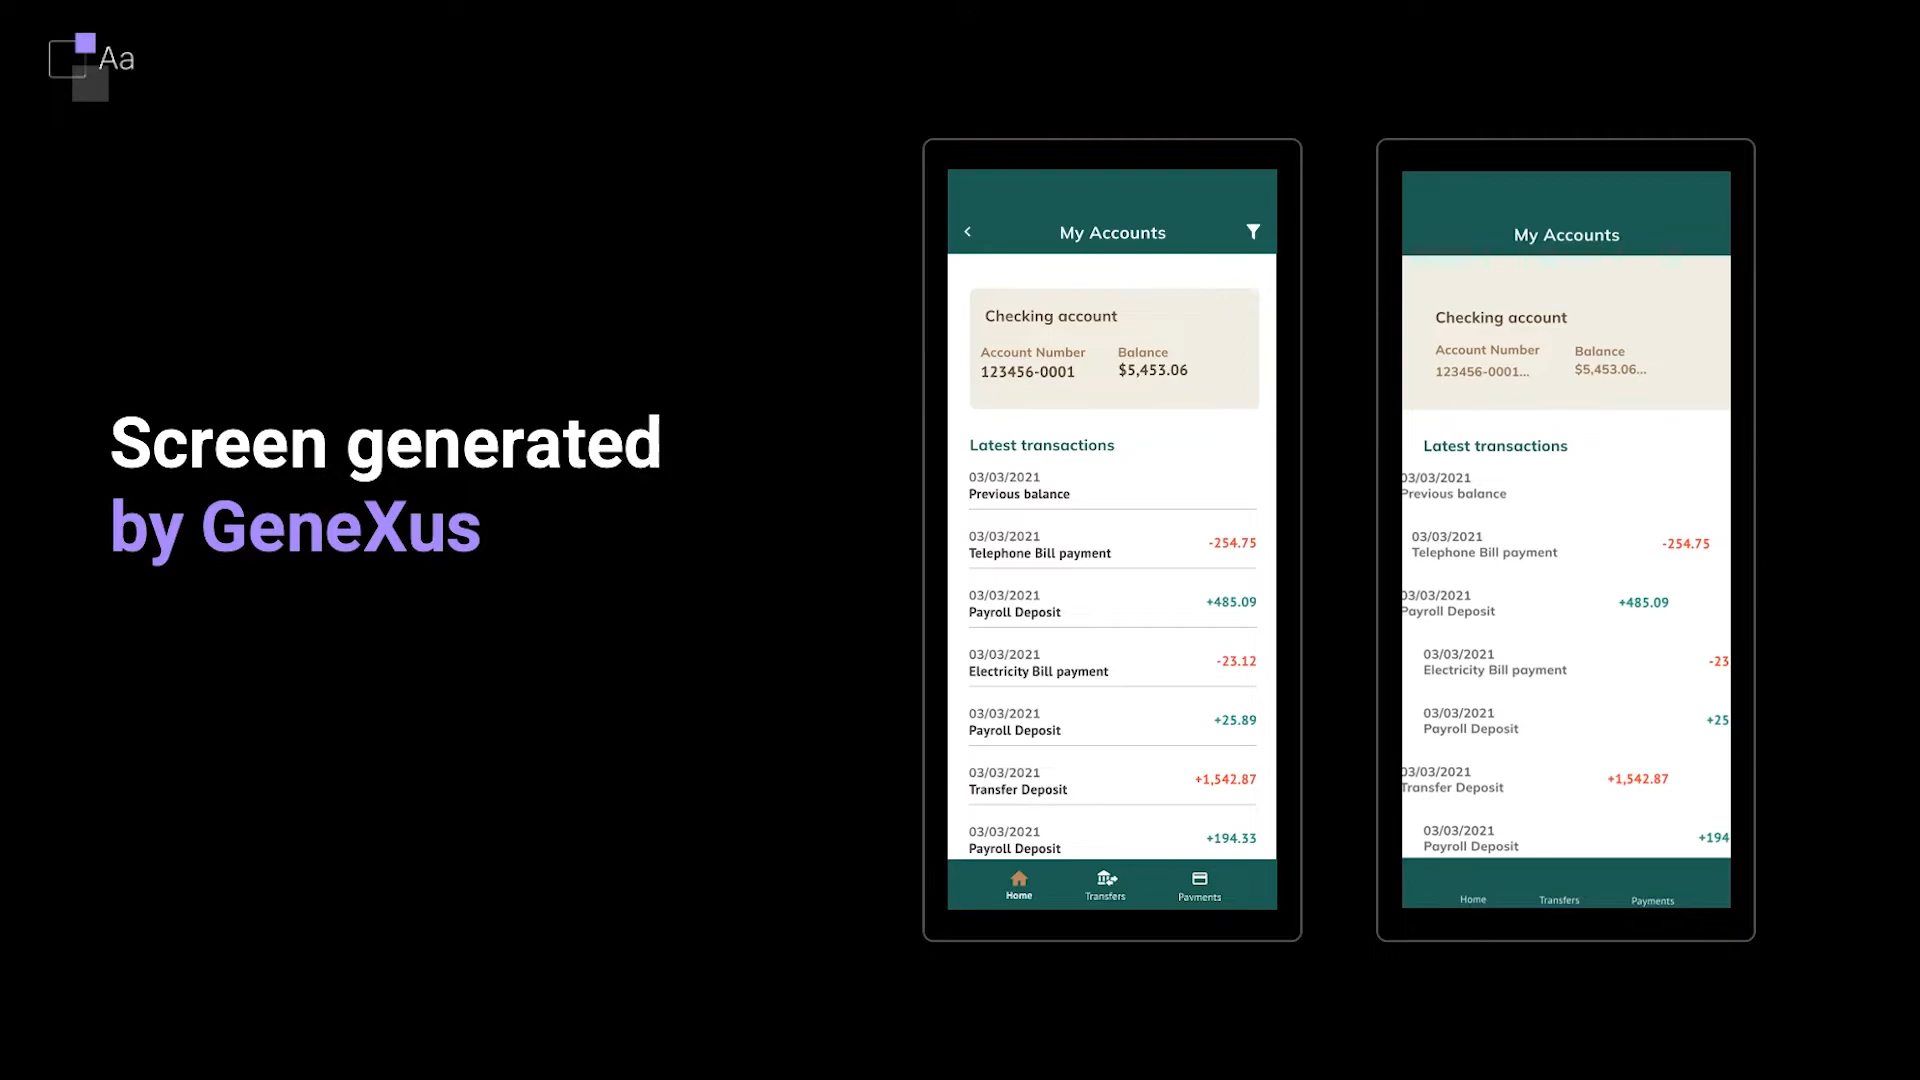 Aa
Screen generated
by GeneXus
My Accounts
Checking account
Account Number Balance
123456-0001 $5,453.06
Latest transactions
03/03/2021
Previous balance
03/03/2021
Telephone Bill payment -254.75
03/03/2021
Payroll Deposit +485.09
03/03/2021
Electricity Bill payment -23.12
03/03/2021
Payroll Deposit +25.89
03/03/2021
Transfer Deposit +1,542.87
03/03/2021
Payroll Deposit +194.33
Home Transfers Payments
My Accounts
Checking account
Account Number Balance
123456-0001... $5,453.06...
Latest transactions
03/03/2021
Previous balance
03/03/2021
Telephone Bill payment -254.75
03/03/2021
Payroll Deposit +485.09
03/03/2021
Electricity Bill payment -23
03/03/2021
Payroll Deposit +25
03/03/2021
Transfer Deposit +1,542.87
03/03/2021
Payroll Deposit +194
Home Transfers Payments